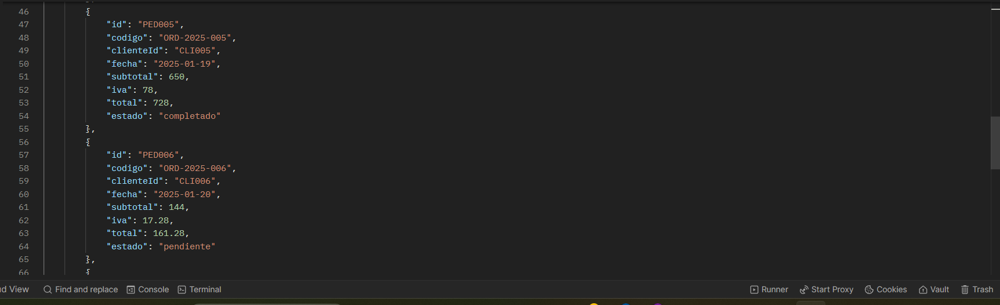 46 {
47 "id": "PED005",
48 "codigo": "ORD-2025-005",
49 "clienteId": "CLI005",
50 "fecha": "2025-01-19",
51 "subtotal": 650,
52 "iva": 78,
53 "total": 728,
54 "estado": "completado"
55 },
56 {
57 "id": "PED006",
58 "codigo": "ORD-2025-006",
59 "clienteId": "CLI006",
60 "fecha": "2025-01-20",
61 "subtotal": 144,
62 "iva": 17.28,
63 "total": 161.28,
64 "estado": "pendiente"
65 },
66 {
View Find and replace Console Terminal Runner Start Proxy Cookies Vault Trash